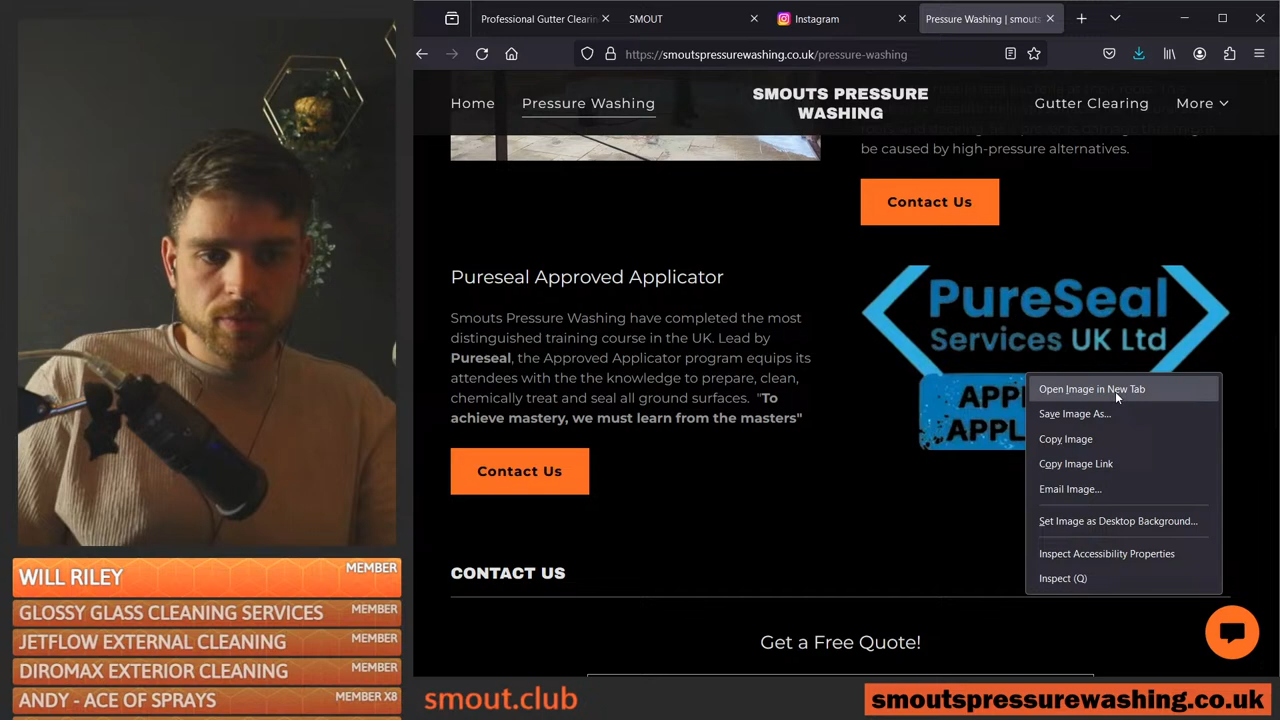 Professional Gutter Clearin
SMOUT
Instagram
Pressure Washing | smouts
https://smoutspressurewashing.co.uk/pressure-washing
Home
Pressure Washing
SMOUTS PRESSURE
WASHING
Gutter Clearing
More
be caused by high-pressure alternatives.
Contact Us
Pureseal Approved Applicator
Smouts Pressure Washing have completed the most
distinguished training course in the UK. Lead by
Pureseal, the Approved Applicator program equips its
attendees with the the knowledge to prepare, clean,
chemically treat and seal all ground surfaces. "To
achieve mastery, we must learn from the masters"
Contact Us
PureSeal
Services UK Ltd
Open Image in New Tab
Save Image As...
Copy Image
Copy Image Link
Email Image...
Set Image as Desktop Background...
Inspect Accessibility Properties
Inspect (Q)
CONTACT US
Get a Free Quote!
WILL RILEY MEMBER
GLOSSY GLASS CLEANING SERVICES MEMBER
JETFLOW EXTERNAL CLEANING MEMBER
DIROMAX EXTERIOR CLEANING MEMBER
ANDY - ACE OF SPRAYS MEMBER X8
smout.club
smoutspressurewashing.co.uk